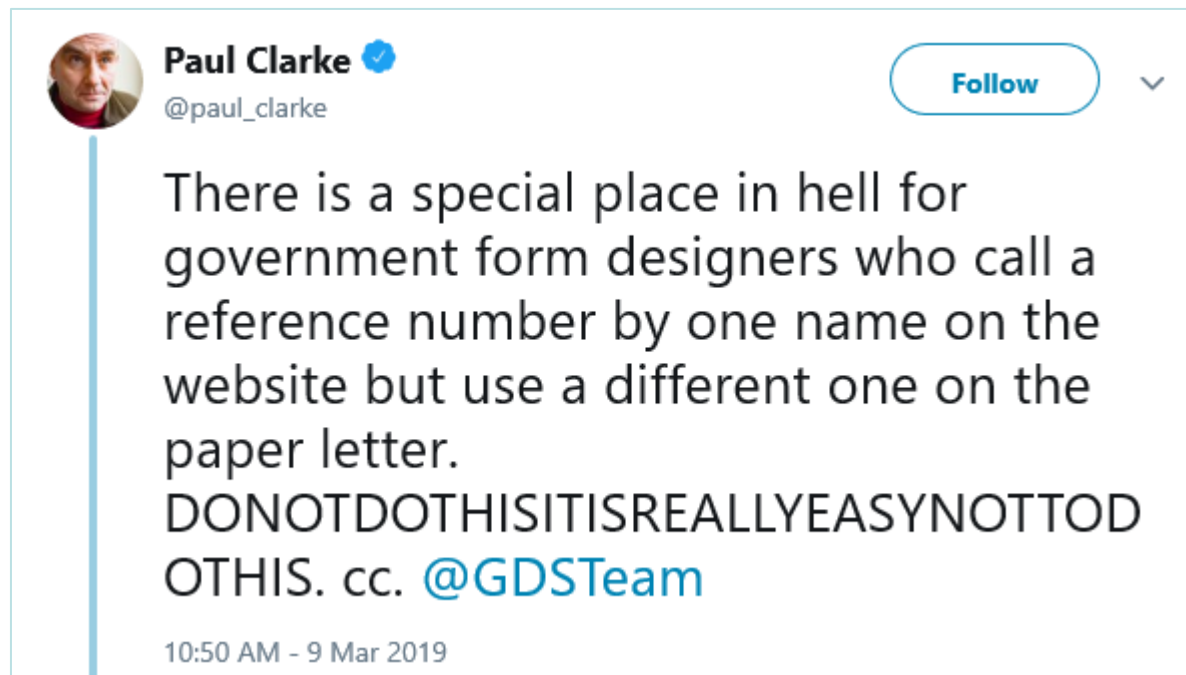 Paul Clarke
@paul_clarke
Follow
There is a special place in hell for
government form designers who call a
reference number by one name on the
website but use a different one on the
paper letter.
DONOTDOTHISITISREALLYEASYNOTTOD
OTHIS. cc. @GDSTeam
10:50 AM - 9 Mar 2019